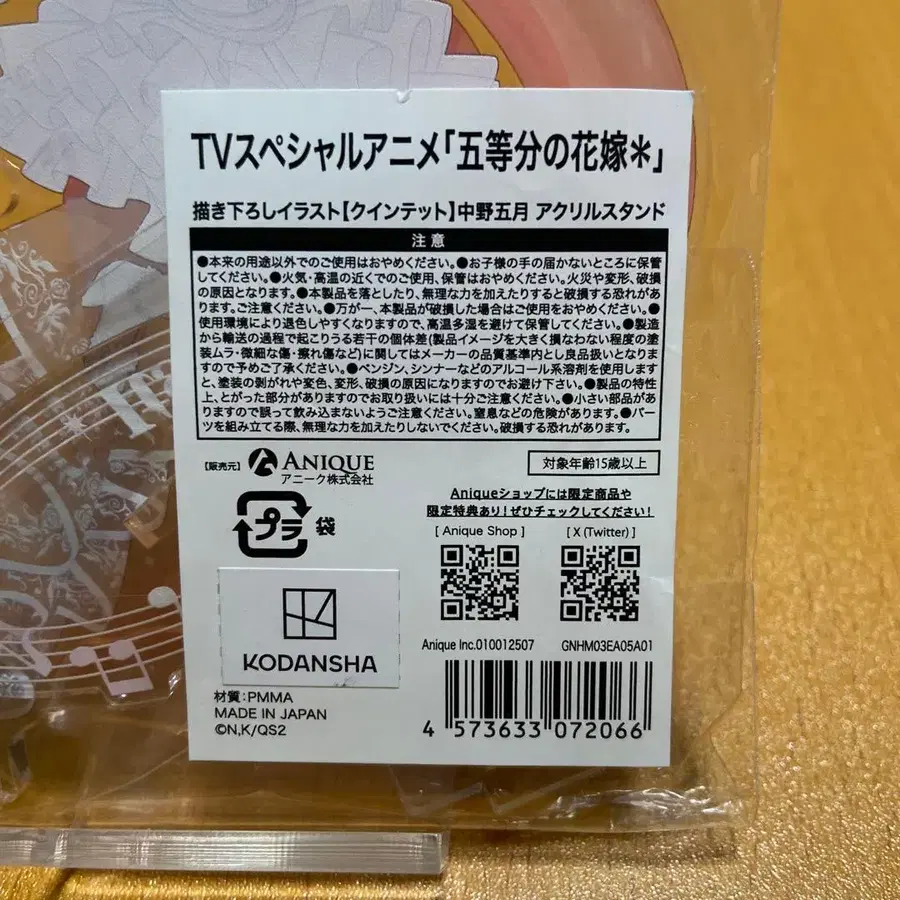 TVスペシャルアニメ「五等分の花嫁＊」
描き下ろしイラスト【クインテット】中野五月 アクリルスタンド
注意
●本来の用途以外でのご使用はおやめください。●お子様の手の届かないところに保管
してください。●火気・高温の近くでのご使用、保管はおやめください。火災や変形、破損
の原因となります。●本製品を落としたり、無理な力を加えたりすると破損する恐れがあ
ります。ご注意ください。●万が一、本製品が破損した場合はご使用をおやめください。●
使用環境により退色しやすくなりますので、高温多湿を避けて保管してください。●製造
から輸送の過程で起こりうる若干の個体差(製品イメージを大きく損なわない程度の塗
装ムラ・微細な傷・擦れ傷など)に関してはメーカーの品質基準内とし良品扱いとなりま
すので予めご了承ください。●ベンジン、シンナーなどのアルコール系溶剤を使用します
と、塗装の剝がれや変色、変形、破損の原因になりますのでお避け下さい。●製品の特性
上、とがった部分がありますのでお取り扱いには十分ご注意ください。●小さい部品があ
りますので誤って飲み込まないようご注意ください。窒息などの危険があります。●パー
ツを組み立てる際、無理な力を加えたりしないでください。破損する恐れがあります。
【販売元】 ANIQUE
アニーク株式会社
対象年齢15歳以上
プラ 袋
Aniqueショップには限定商品や
限定特典あり!ぜひチェックしてください!
[ Anique Shop ] [ X (Twitter) ]
Anique Inc.010012507 GNHM03EA05A01
KODANSHA
材質:PMMA
MADE IN JAPAN
©N,K/QS2
4 573633 072066